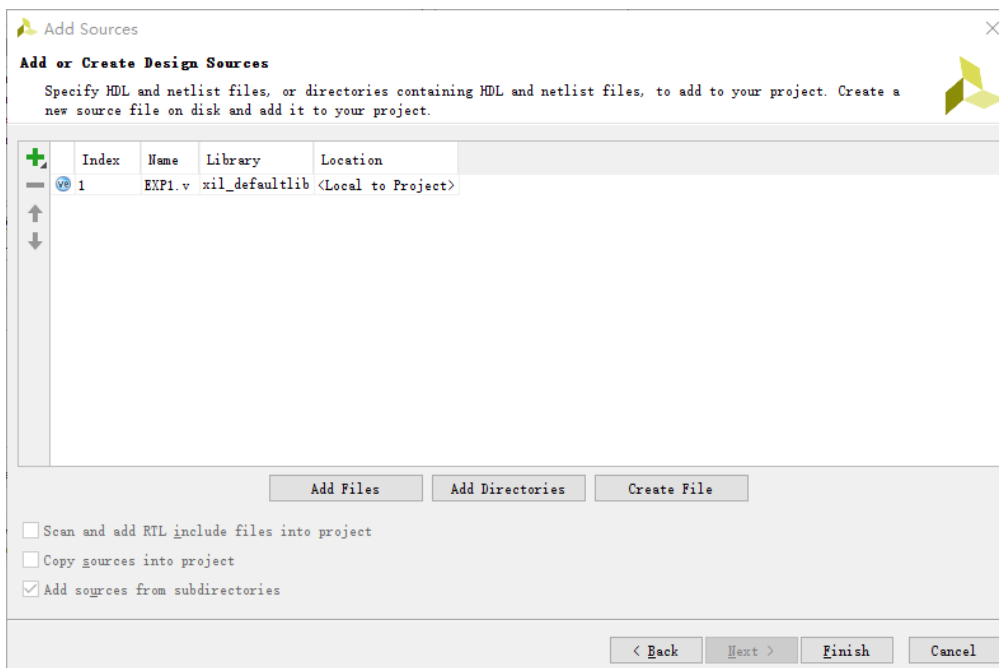 Add Sources
Add or Create Design Sources
Specify HDL and netlist files, or directories containing HDL and netlist files, to add to your project. Create a
new source file on disk and add it to your project.
Index Name Library Location
ve 1 EXP1.v xil_defaultlib <Local to Project>
Add Files Add Directories Create File
Scan and add RTL include files into project
Copy sources into project
Add sources from subdirectories
< Back Next > Finish Cancel